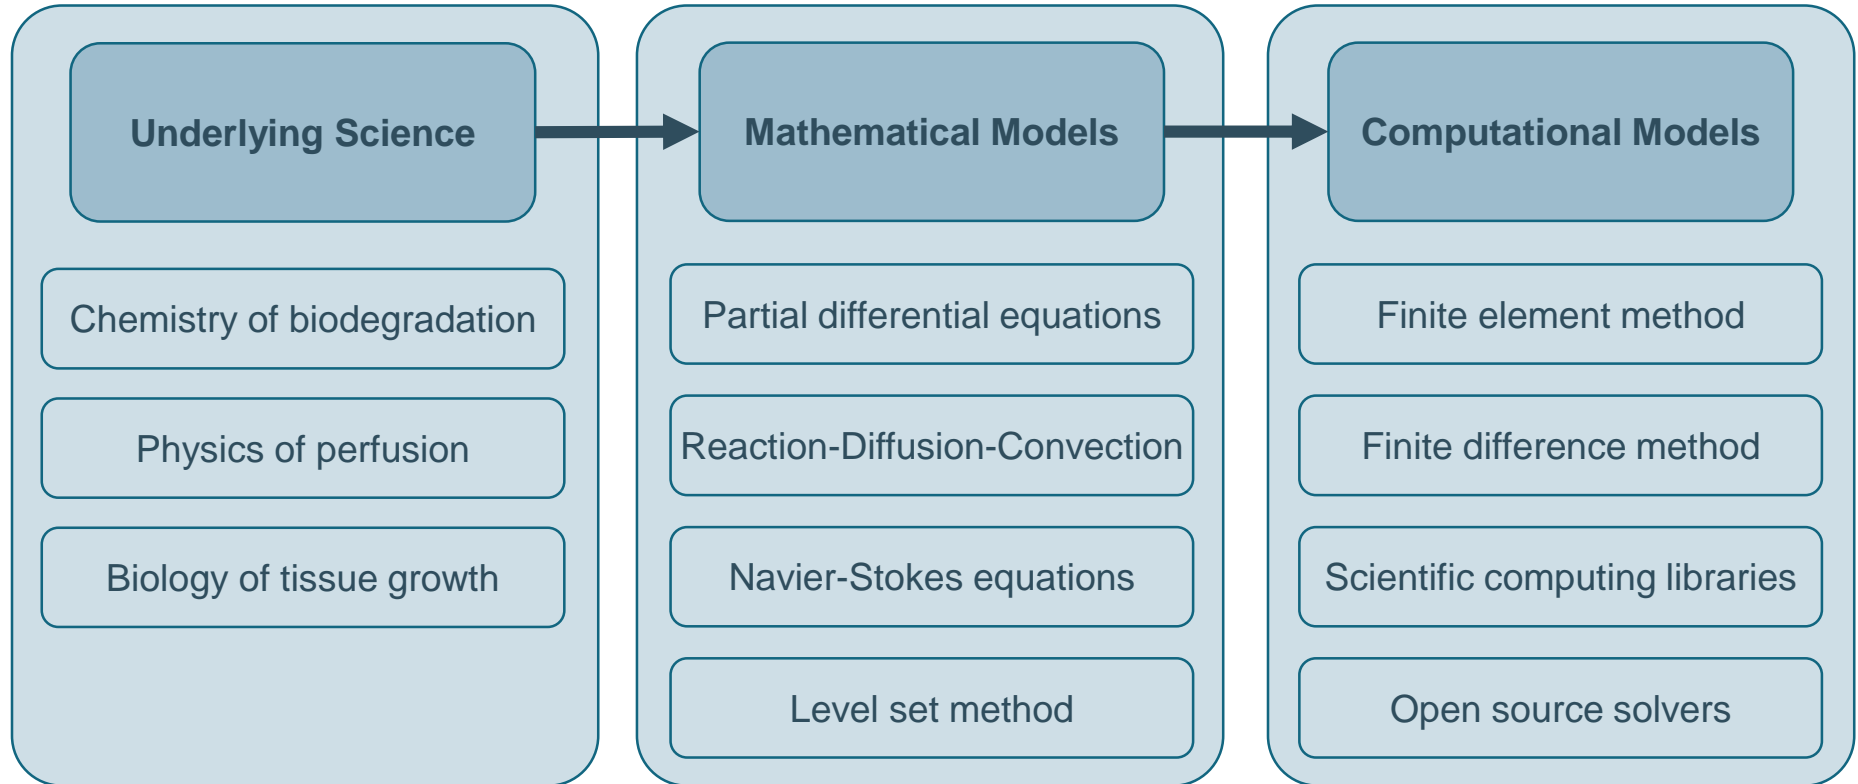 Underlying Science
Chemistry of biodegradation
Physics of perfusion
Biology of tissue growth
Mathematical Models
Partial differential equations
Reaction-Diffusion-Convection
Navier-Stokes equations
Level set method
Computational Models
Finite element method
Finite difference method
Scientific computing libraries
Open source solvers